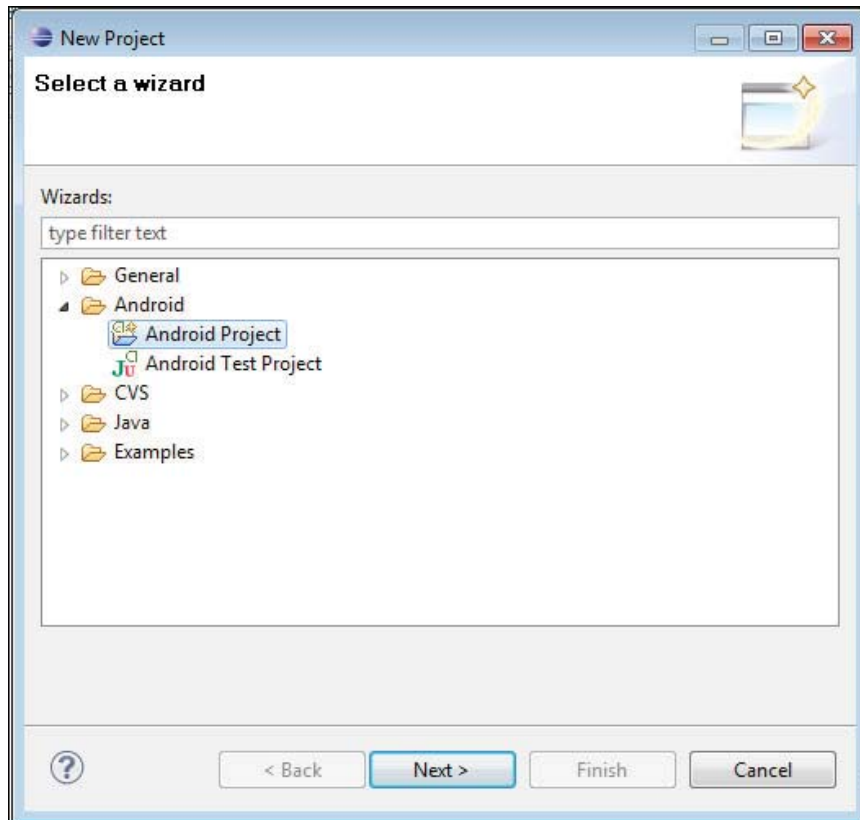 New Project
Select a wizard
Wizards:
type filter text
General
Android
Android Project
Android Test Project
CVS
Java
Examples
< Back Next > Finish Cancel